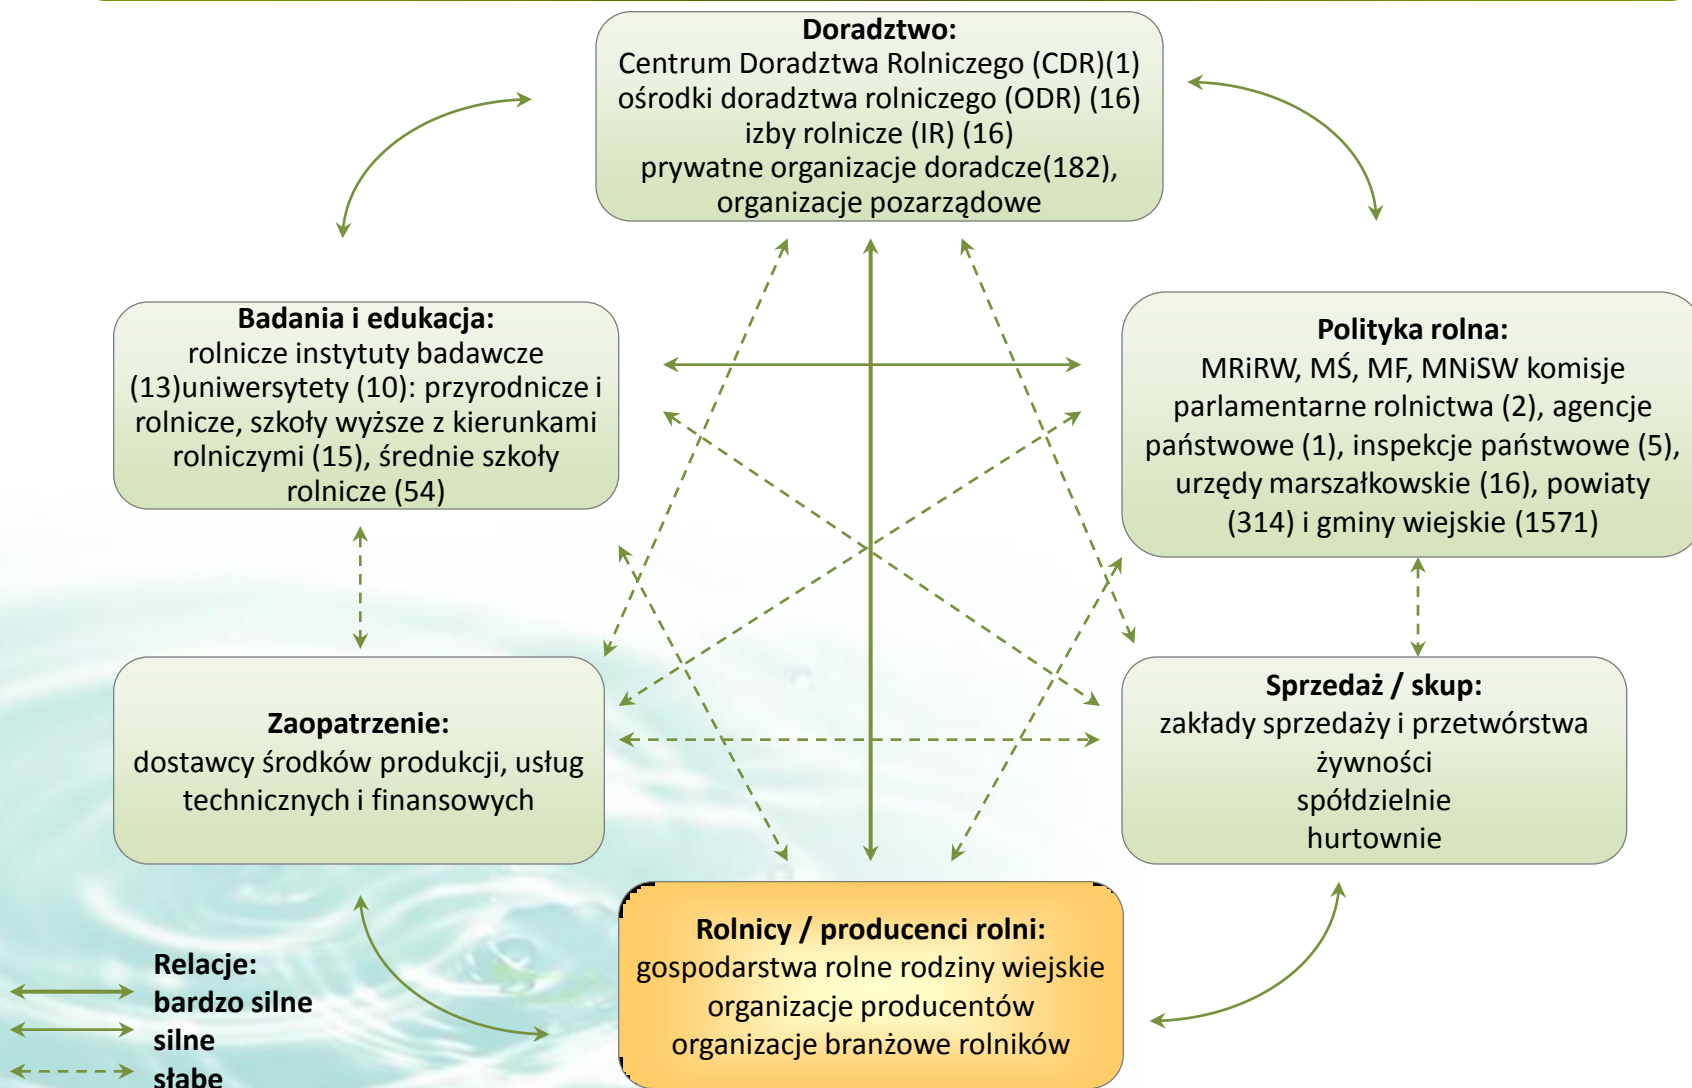 Doradztwo:
Centrum Doradztwa Rolniczego (CDR)(1)
ośrodki doradztwa rolniczego (ODR) (16)
izby rolnicze (IR) (16)
prywatne organizacje doradcze(182),
organizacje pozarządowe
Badania i edukacja:
rolnicze instytuty badawcze
(13)uniwersytety (10): przyrodnicze i
rolnicze, szkoły wyższe z kierunkami
rolniczymi (15), średnie szkoły
rolnicze (54)
Polityka rolna:
MRiRW, MŚ, MF, MNiSW komisje
parlamentarne rolnictwa (2), agencje
państwowe (1), inspekcje państwowe (5),
urzędy marszałkowskie (16), powiaty
(314) i gminy wiejskie (1571)
Zaopatrzenie:
dostawcy środków produkcji, usług
technicznych i finansowych
Sprzedaż / skup:
zakłady sprzedaży i przetwórstwa
żywności
spółdzielnie
hurtownie
Rolnicy / producenci rolni:
gospodarstwa rolne rodziny wiejskie
organizacje producentów
organizacje branżowe rolników
Relacje:
bardzo silne
silne
słabe